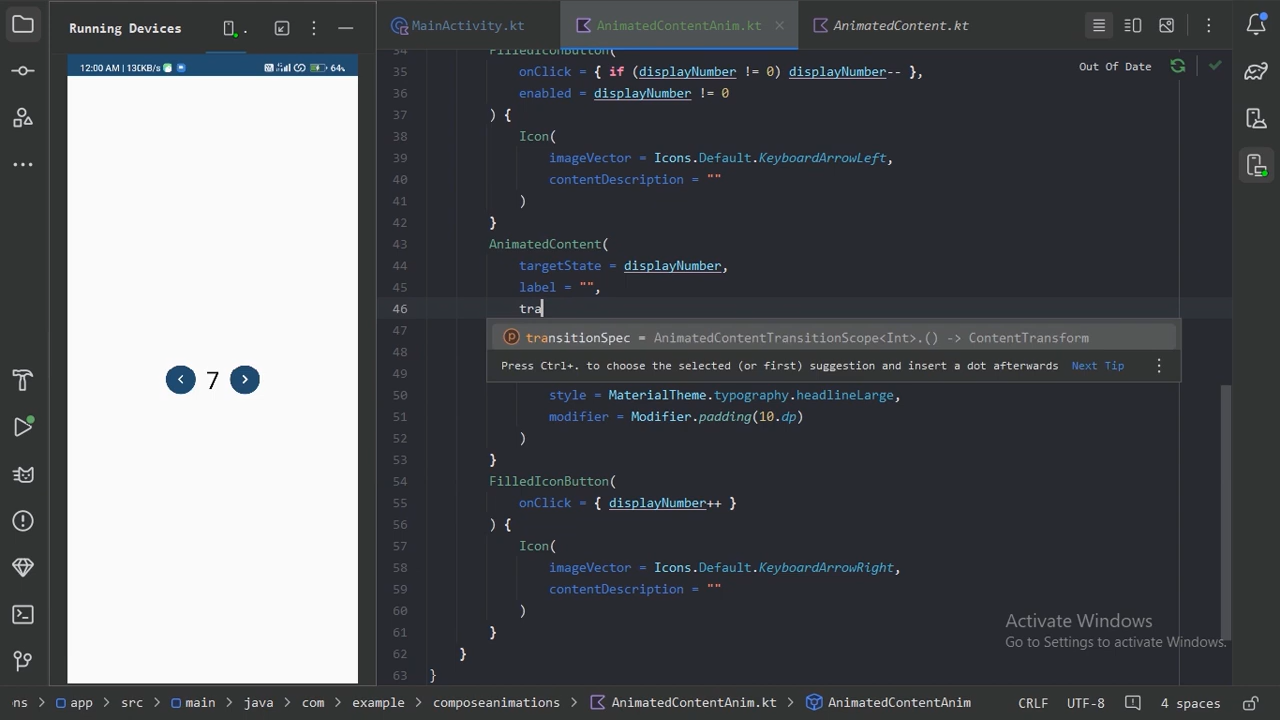 Running Devices
MainActivity.kt
AnimatedContentAnim.kt
AnimatedContent.kt
12:00 AM | 130KB/s
64%
7
Out Of Date
34 FilledIconButton(
35 onClick = { if (displayNumber != 0) displayNumber-- },
36 enabled = displayNumber != 0
37 ) {
38 Icon(
39 imageVector = Icons.Default.KeyboardArrowLeft,
40 contentDescription = ""
41 )
42 }
43 AnimatedContent(
44 targetState = displayNumber,
45 label = "",
46 tra
47
transitionSpec = AnimatedContentTransitionScope<Int>.() -> ContentTransform
48
Press Ctrl+. to choose the selected (or first) suggestion and insert a dot afterwards Next Tip
49
50 style = MaterialTheme.typography.headlineLarge,
51 modifier = Modifier.padding(10.dp)
52 )
53 }
54 FilledIconButton(
55 onClick = { displayNumber++ }
56 ) {
57 Icon(
58 imageVector = Icons.Default.KeyboardArrowRight,
59 contentDescription = ""
60 )
61 }
62 }
63 }
Activate Windows
Go to Settings to activate Windows.
ns > app > src > main > java > com > example > composeanimations > AnimatedContentAnim.kt > AnimatedContentAnim
CRLF UTF-8 4 spaces